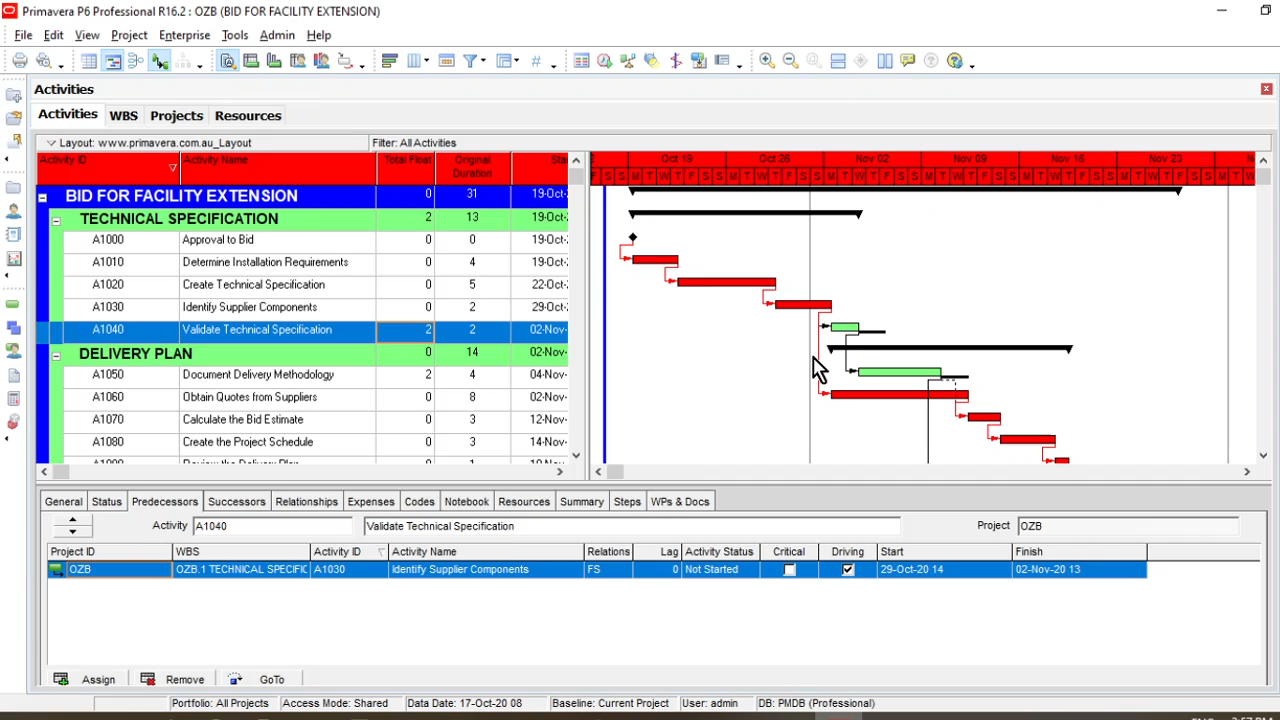 Primavera P6 Professional R16.2 : OZB (BID FOR FACILITY EXTENSION)
File Edit View Project Enterprise Tools Admin Help
Activities
Activities WBS Projects Resources
Layout: www.primavera.com.au_Layout Filter: All Activities
Activity ID Activity Name Total Float Original Duration Sta
Oct 19 Oct 26 Nov 02 Nov 09 Nov 16 Nov 23
S S M T W T F S S M T W T F S S M T W T F S S M T W T F S S M T W T F S S M T W T F S S M
BID FOR FACILITY EXTENSION 0 31 19-Oct-
TECHNICAL SPECIFICATION 2 13 19-Oct-
A1000 Approval to Bid 0 0 19-Oct-
A1010 Determine Installation Requirements 0 4 19-Oct-
A1020 Create Technical Specification 0 5 22-Oct-
A1030 Identify Supplier Components 0 2 29-Oct-
A1040 Validate Technical Specification 2 2 02-Nov-
DELIVERY PLAN 0 14 02-Nov-
A1050 Document Delivery Methodology 2 4 04-Nov-
A1060 Obtain Quotes from Suppliers 0 8 02-Nov-
A1070 Calculate the Bid Estimate 0 3 12-Nov-
A1080 Create the Project Schedule 0 3 14-Nov-
General Status Predecessors Successors Relationships Expenses Codes Notebook Resources Summary Steps WPs & Docs
Activity A1040 Validate Technical Specification Project OZB
Project ID WBS Activity ID Activity Name Relations Lag Activity Status Critical Driving Start Finish
OZB OZB.1 TECHNICAL SPECIFIC A1030 Identify Supplier Components FS 0 Not Started 29-Oct-20 14 02-Nov-20 13
Assign Remove GoTo
Portfolio: All Projects Access Mode: Shared Data Date: 17-Oct-20 08 Baseline: Current Project User: admin DB: PMDB (Professional)